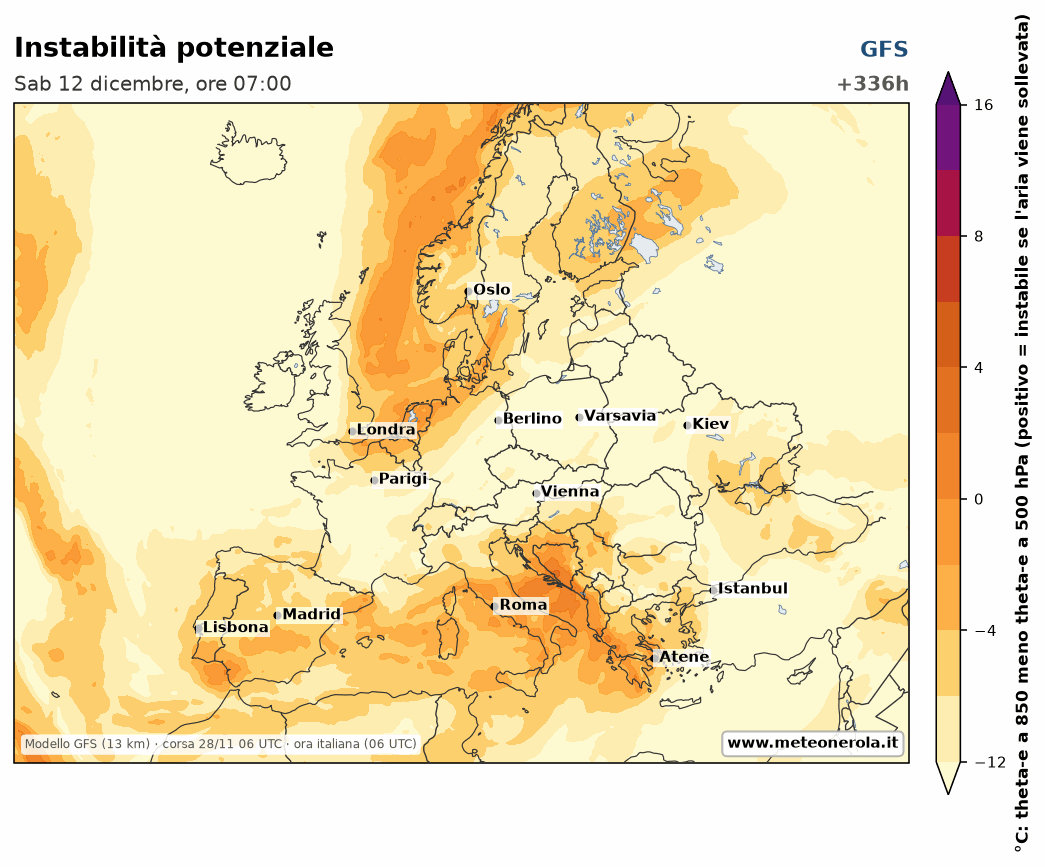 Instabilità potenziale
GFS
Sab 12 dicembre, ore 07:00
+336h
16
8
4
0
−4
−12
°C: theta-e a 850 meno theta-e a 500 hPa (positivo = instabile se l'aria viene sollevata)
Oslo
Londra
Berlino
Varsavia
Kiev
Parigi
Vienna
Istanbul
Roma
Madrid
Lisbona
Atene
Modello GFS (13 km) · corsa 28/11 06 UTC · ora italiana (06 UTC)
www.meteonerola.it